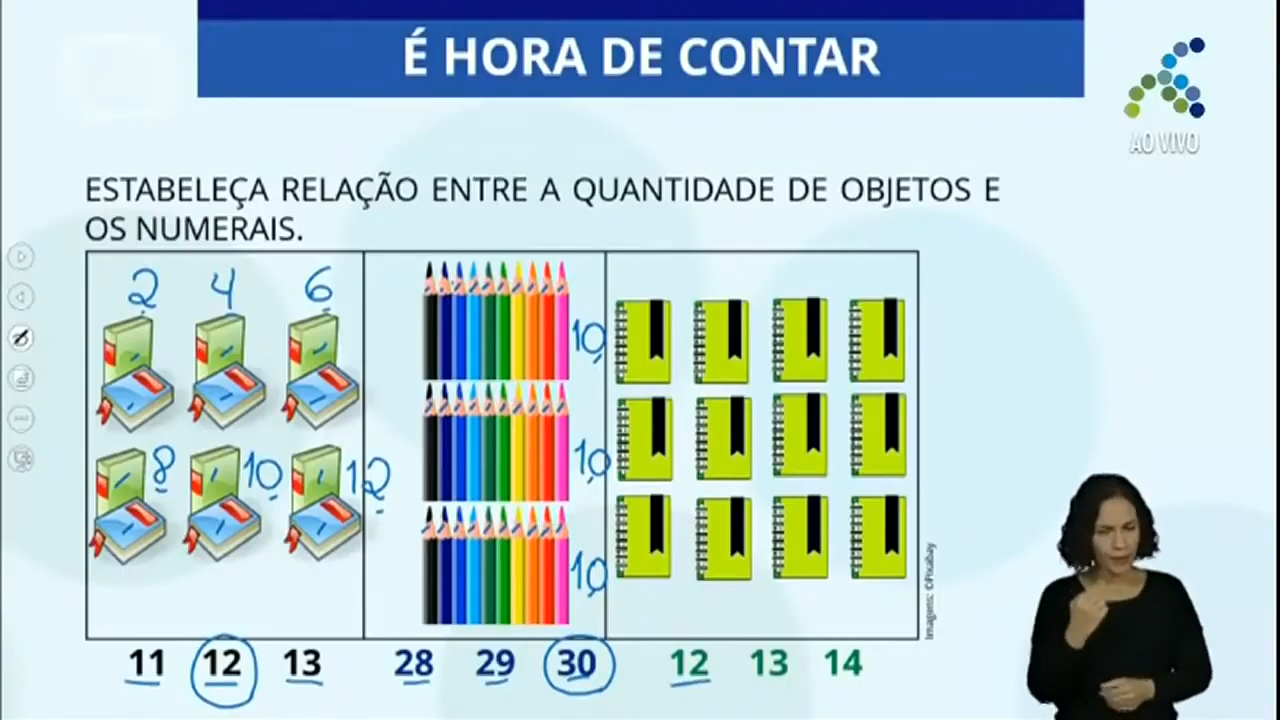 É HORA DE CONTAR
AO VIVO
ESTABELEÇA RELAÇÃO ENTRE A QUANTIDADE DE OBJETOS E
OS NUMERAIS.
2 4 6
8 10 12
10
10
10
Imagens: ©Pixabay
11 12 13 28 29 30 12 13 14